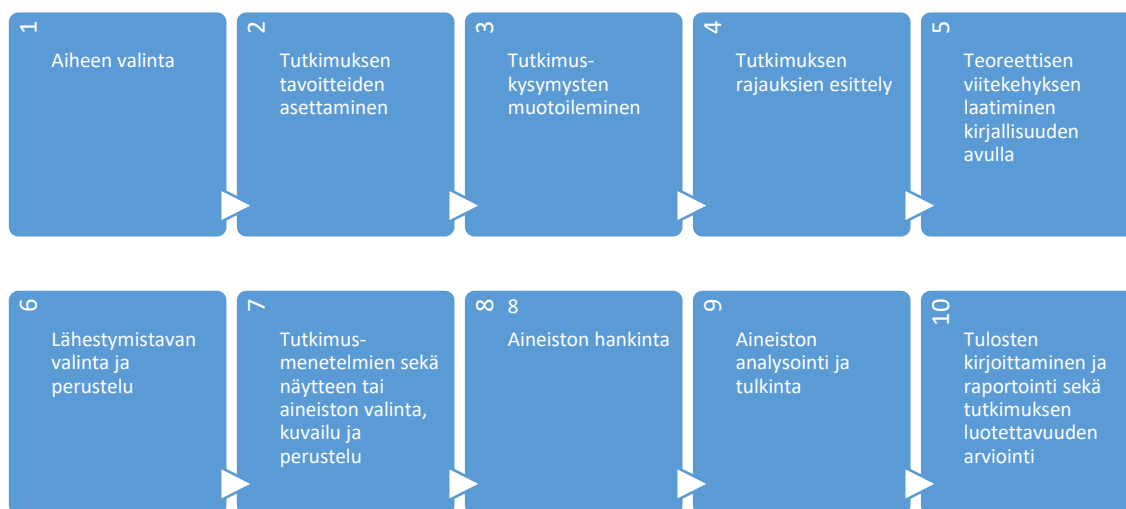 1
Aiheen valinta
2
Tutkimuksen
tavoitteiden
asettaminen
3
Tutkimus-
kysymysten
muotoileminen
4
Tutkimuksen
rajauksien esittely
5
Teoreettisen
viitekehyksen
laatiminen
kirjallisuuden
avulla
6
Lähestymistavan
valinta ja
perustelu
7
Tutkimus-
menetelmien sekä
näytteen tai
aineiston valinta,
kuvailu ja
perustelu
8
8
Aineiston hankinta
9
Aineiston
analysointi ja
tulkinta
10
Tulosten
kirjoittaminen ja
raportointi sekä
tutkimuksen
luotettavuuden
arviointi